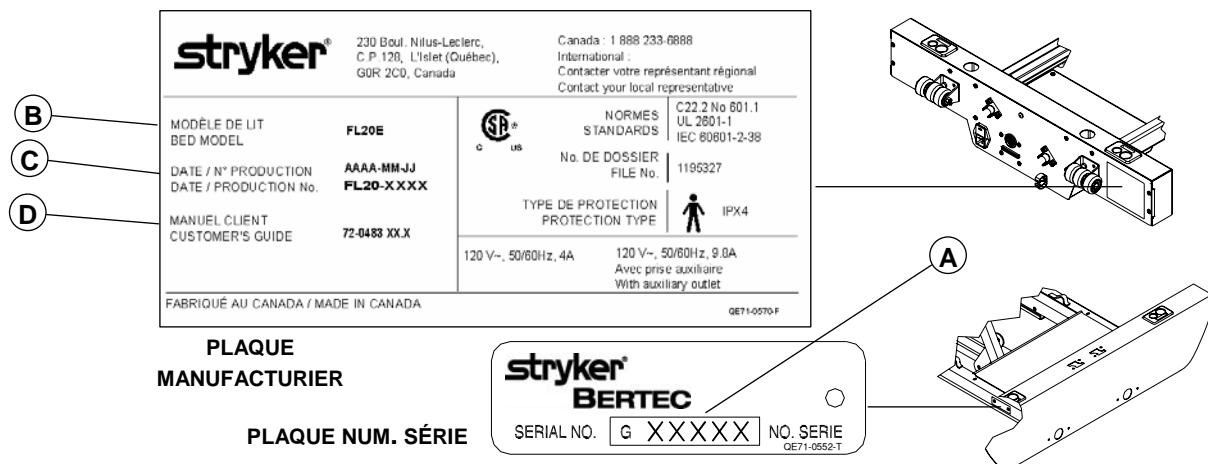 stryker®
230 Boul. Nilus-Leclerc,
C.P.128, L'Islet (Québec),
G0R 2C0, Canada
Canada : 1 888 233-6888
International :
Contacter votre représentant régional
Contact your local representative
B
MODÈLE DE LIT
BED MODEL
FL20E
C
DATE / N° PRODUCTION
DATE / PRODUCTION No.
AAAA-MM-JJ
FL20-XXXX
D
MANUEL CLIENT
CUSTOMER'S GUIDE
72-0483 XX.X
SA ®
C US
NORMES
STANDARDS
C22.2 No 601.1
UL 2601-1
IEC 60601-2-38
No. DE DOSSIER
FILE No.
1195327
TYPE DE PROTECTION
PROTECTION TYPE
IPX4
120 V~, 50/60Hz, 4A
120 V~, 50/60Hz, 9.8A
Avec prise auxiliaire
With auxiliary outlet
FABRIQUÉ AU CANADA / MADE IN CANADA
QE71-0570-F
A
PLAQUE
MANUFACTURIER
stryker®
BERTEC
SERIAL NO. G XXXXX NO. SERIE
QE71-0552-T
PLAQUE NUM. SÉRIE